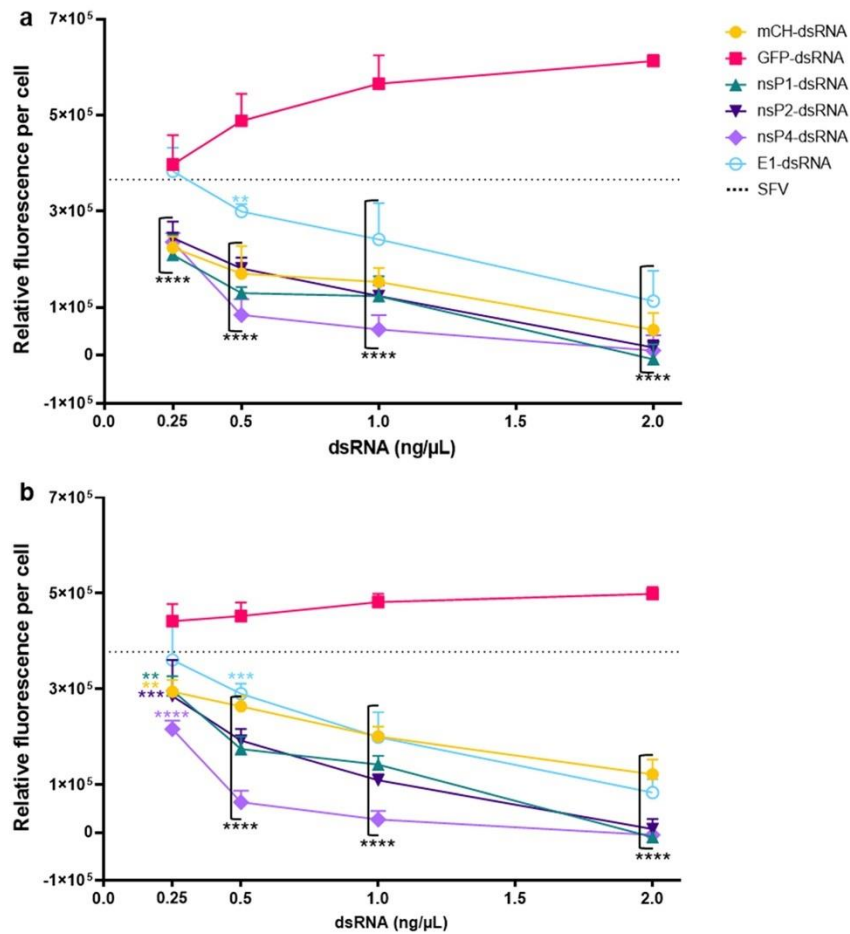 a
7×10⁵
5×10⁵
3×10⁵
1×10⁵
0
-1×10⁵
Relative fluorescence per cell
**
****
****
****
****
0.0 0.25 0.5 1.0 1.5 2.0
dsRNA (ng/µL)
mCH-dsRNA
GFP-dsRNA
nsP1-dsRNA
nsP2-dsRNA
nsP4-dsRNA
E1-dsRNA
SFV
b
7×10⁵
5×10⁵
3×10⁵
1×10⁵
0
-1×10⁵
Relative fluorescence per cell
**
**
***
****
***
****
****
****
0.0 0.25 0.5 1.0 1.5 2.0
dsRNA (ng/µL)